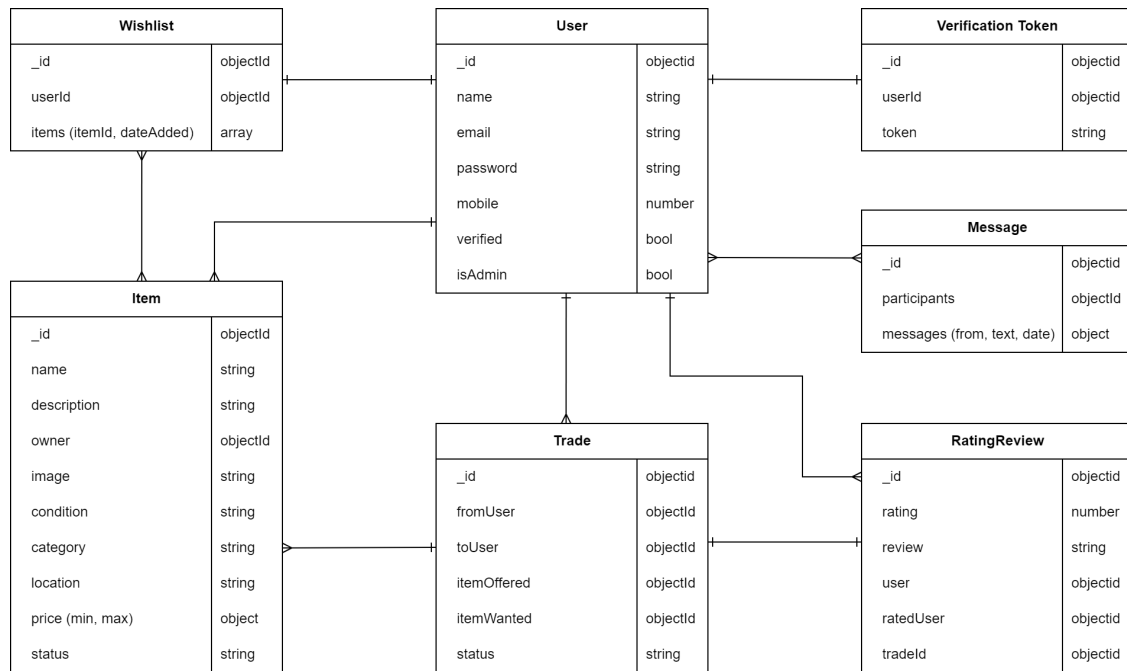 Wishlist
_id objectId
userId objectId
items (itemId, dateAdded) array
User
_id objectid
name string
email string
password string
mobile number
verified bool
isAdmin bool
Verification Token
_id objectid
userId objectid
token string
Message
_id objectid
participants objectId
messages (from, text, date) object
Item
_id objectId
name string
description string
owner objectId
image string
condition string
category string
location string
price (min, max) object
status string
Trade
_id objectid
fromUser objectId
toUser objectId
itemOffered objectId
itemWanted objectId
status string
RatingReview
_id objectid
rating number
review string
user objectid
ratedUser objectid
tradeId objectid